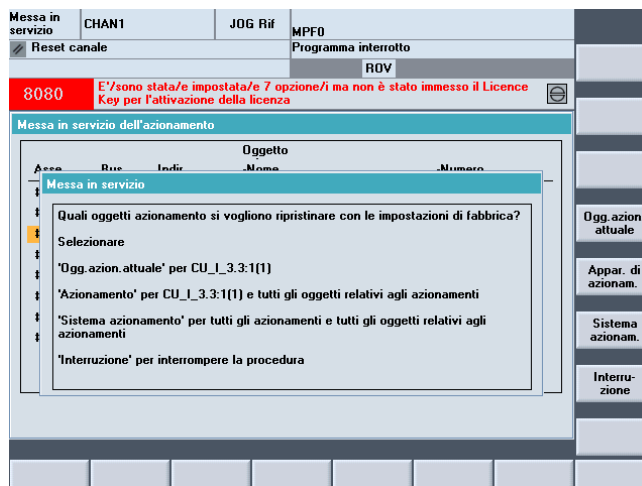 Messa in servizio
CHAN1
JOG Rif
MPF0
Reset canale
Programma interrotto
ROV
8080
E'/sono stata/e impostata/e 7 opzione/i ma non è stato immesso il Licence
Key per l'attivazione della licenza
Messa in servizio dell'azionamento
Oggetto
Asse
Bus
Indir.
-Nome
-Numero
Messa in servizio
Quali oggetti azionamento si vogliono ripristinare con le impostazioni di fabbrica?
Selezionare
'Ogg.azion.attuale' per CU_I_3.3:1(1)
'Azionamento' per CU_I_3.3:1(1) e tutti gli oggetti relativi agli azionamenti
'Sistema azionamento' per tutti gli azionamenti e tutti gli oggetti relativi agli
azionamenti
'Interruzione' per interrompere la procedura
Ogg.azion
attuale
Appar. di
azionam.
Sistema
azionam.
Interru-
zione